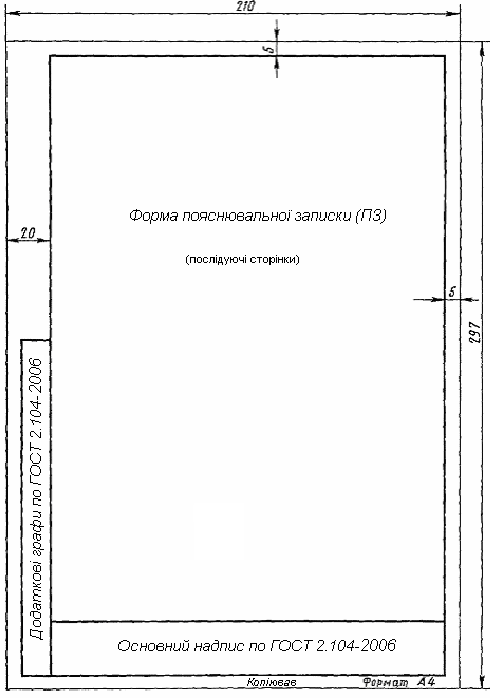 210
5
Форма пояснювальної записки (ПЗ)
20
(послідуючі сторінки)
5
297
Додаткові графи по ГОСТ 2.104-2006
Основний надпис по ГОСТ 2.104-2006
Копіював
Формат А4